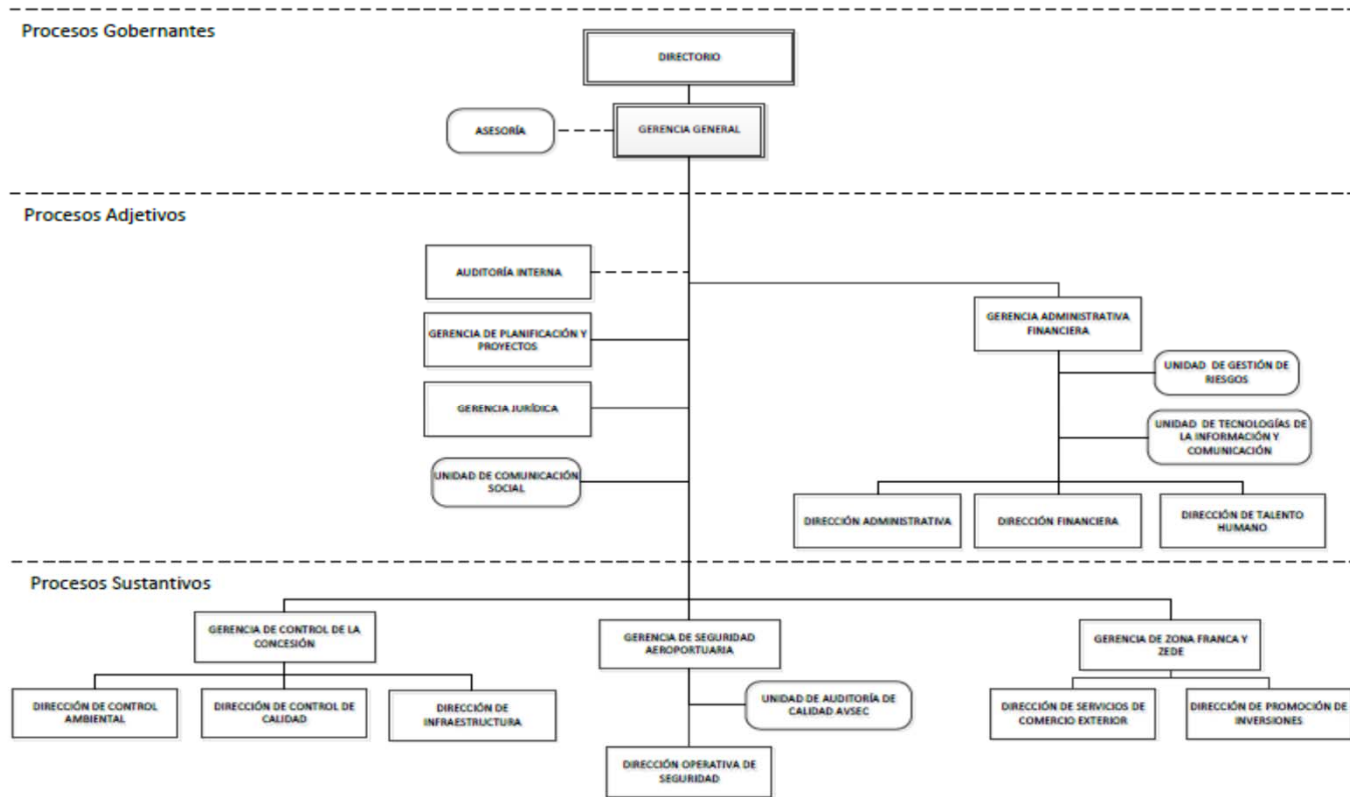 Procesos Gobernantes
DIRECTORIO
ASESORÍA
GERENCIA GENERAL
Procesos Adjetivos
AUDITORÍA INTERNA
GERENCIA DE PLANIFICACIÓN Y
PROYECTOS
GERENCIA JURÍDICA
UNIDAD DE COMUNICACIÓN
SOCIAL
GERENCIA ADMINISTRATIVA
FINANCIERA
UNIDAD DE GESTIÓN DE
RIESGOS
UNIDAD DE TECNOLOGÍAS DE
LA INFORMACIÓN Y
COMUNICACIÓN
DIRECCIÓN ADMINISTRATIVA
DIRECCIÓN FINANCIERA
DIRECCIÓN DE TALENTO
HUMANO
Procesos Sustantivos
GERENCIA DE CONTROL DE LA
CONCESIÓN
DIRECCIÓN DE CONTROL
AMBIENTAL
DIRECCIÓN DE CONTROL DE
CALIDAD
DIRECCIÓN DE
INFRAESTRUCTURA
GERENCIA DE SEGURIDAD
AEROPORTUARIA
UNIDAD DE AUDITORÍA DE
CALIDAD AVSEC
DIRECCIÓN OPERATIVA DE
SEGURIDAD
GERENCIA DE ZONA FRANCA Y
ZEDE
DIRECCIÓN DE SERVICIOS DE
COMERCIO EXTERIOR
DIRECCIÓN DE PROMOCIÓN DE
INVERSIONES